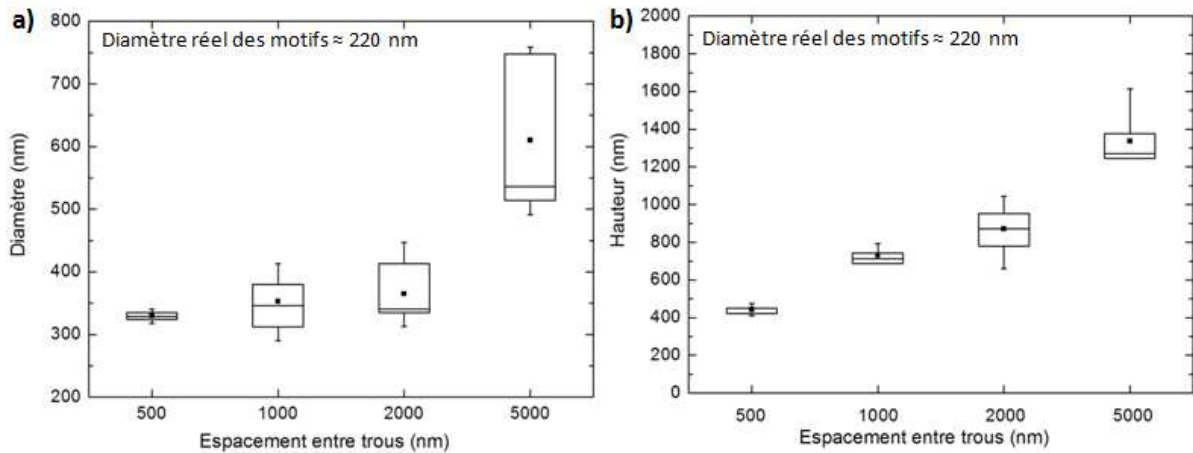 a)
Diamètre réel des motifs ≈ 220 nm
800
700
600
500
400
300
200
Diamètre (nm)
500 1000 2000 5000
Espacement entre trous (nm)
b)
Diamètre réel des motifs ≈ 220 nm
2000
1800
1600
1400
1200
1000
800
600
400
200
0
Hauteur (nm)
500 1000 2000 5000
Espacement entre trous (nm)